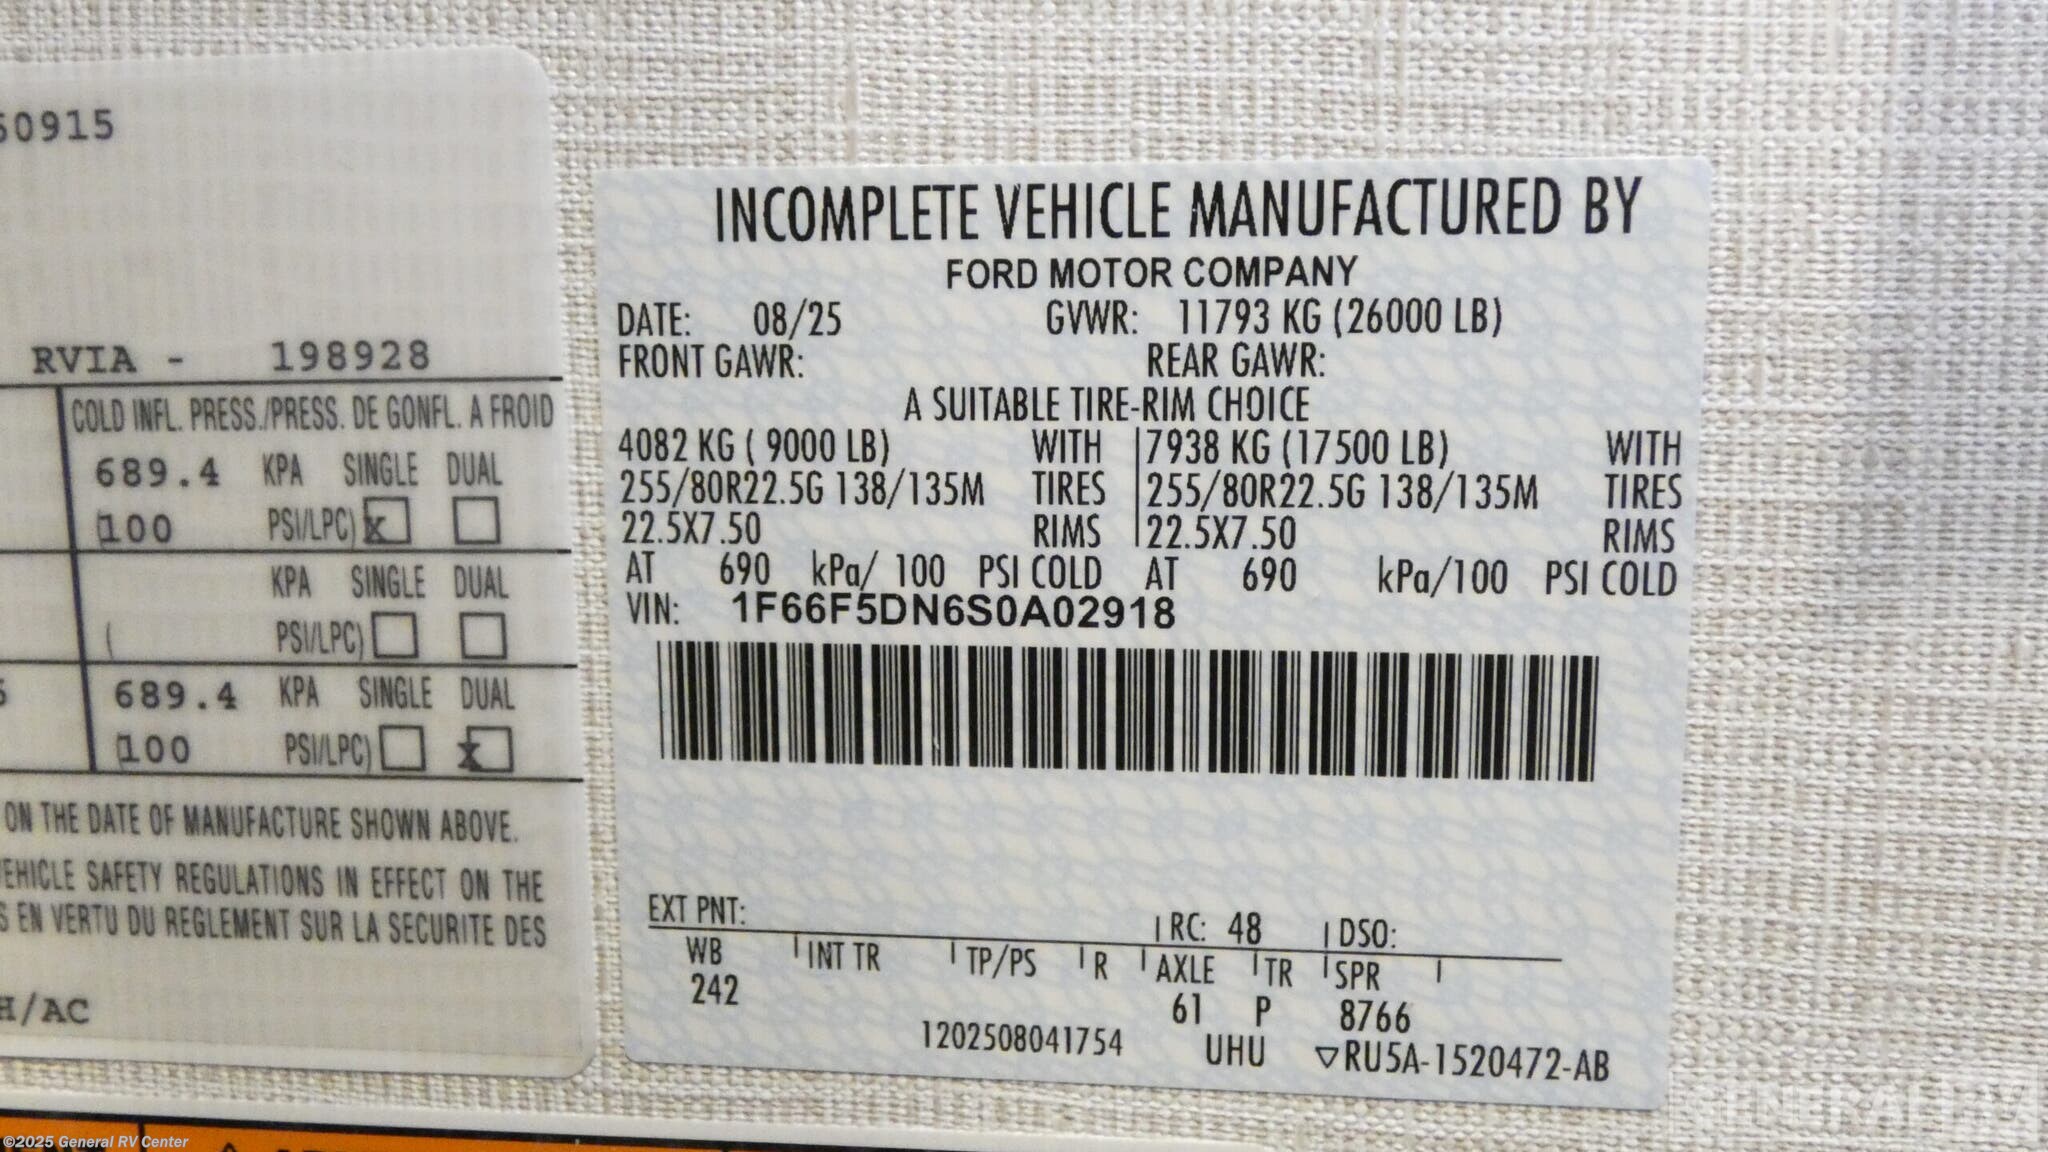 60915
RVIA - 198928
COLD INFL. PRESS./PRESS. DE GONFL. A FROID
689.4 KPA SINGLE DUAL
(100 PSI/LPC) X
KPA SINGLE DUAL
( PSI/LPC)
689.4 KPA SINGLE DUAL
(100 PSI/LPC) X
ON THE DATE OF MANUFACTURE SHOWN ABOVE.
VEHICLE SAFETY REGULATIONS IN EFFECT ON THE
S EN VERTU DU REGLEMENT SUR LA SECURITE DES
H/AC
INCOMPLETE VEHICLE MANUFACTURED BY
FORD MOTOR COMPANY
DATE: 08/25 GVWR: 11793 KG (26000 LB)
FRONT GAWR: REAR GAWR:
A SUITABLE TIRE-RIM CHOICE
4082 KG ( 9000 LB) WITH 7938 KG (17500 LB) WITH
255/80R22.5G 138/135M TIRES 255/80R22.5G 138/135M TIRES
22.5X7.50 RIMS 22.5X7.50 RIMS
AT 690 kPa/ 100 PSI COLD AT 690 kPa/100 PSI COLD
VIN: 1F66F5DN6S0A02918
EXT PNT: RC: 48 DSO:
WB INT TR TP/PS R AXLE TR SPR
242 61 P 8766
1202508041754 UHU ▽RU5A-1520472-AB
©2025 General RV Center